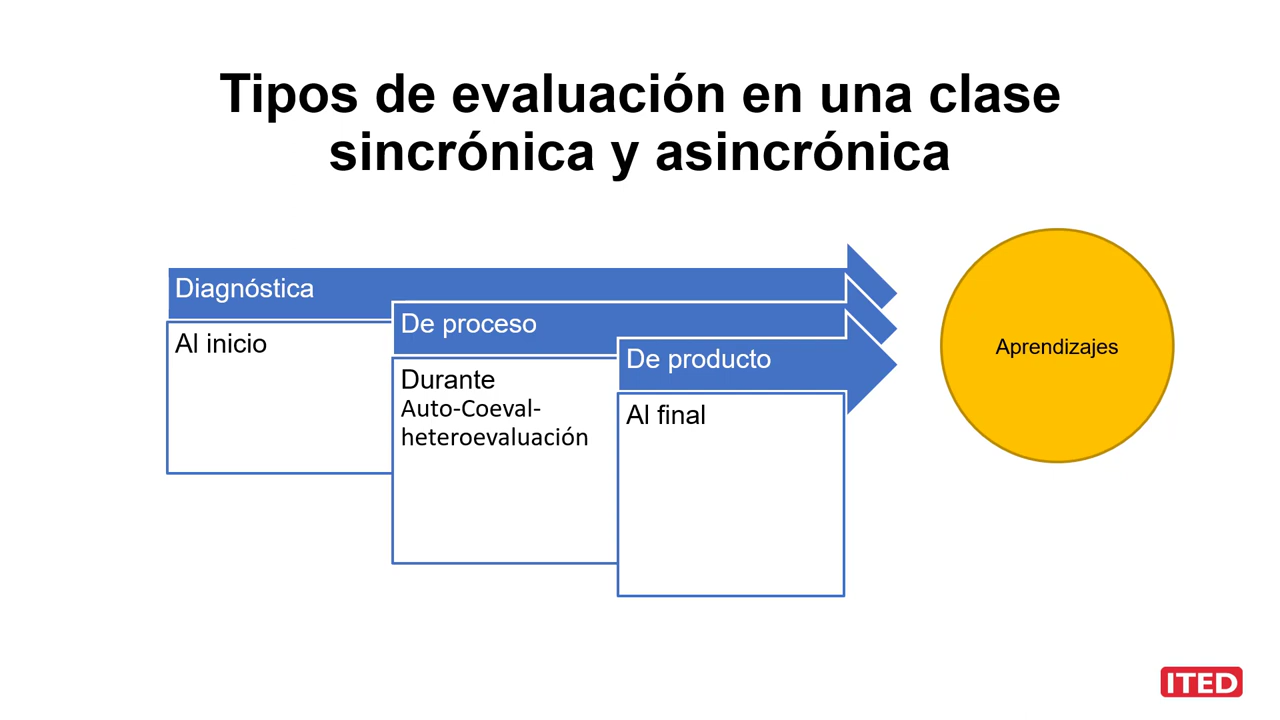 Tipos de evaluación en una clase
sincrónica y asincrónica
Diagnóstica
Al inicio
De proceso
Durante
Auto-Coeval-
heteroevaluación
De producto
Al final
Aprendizajes
ITED